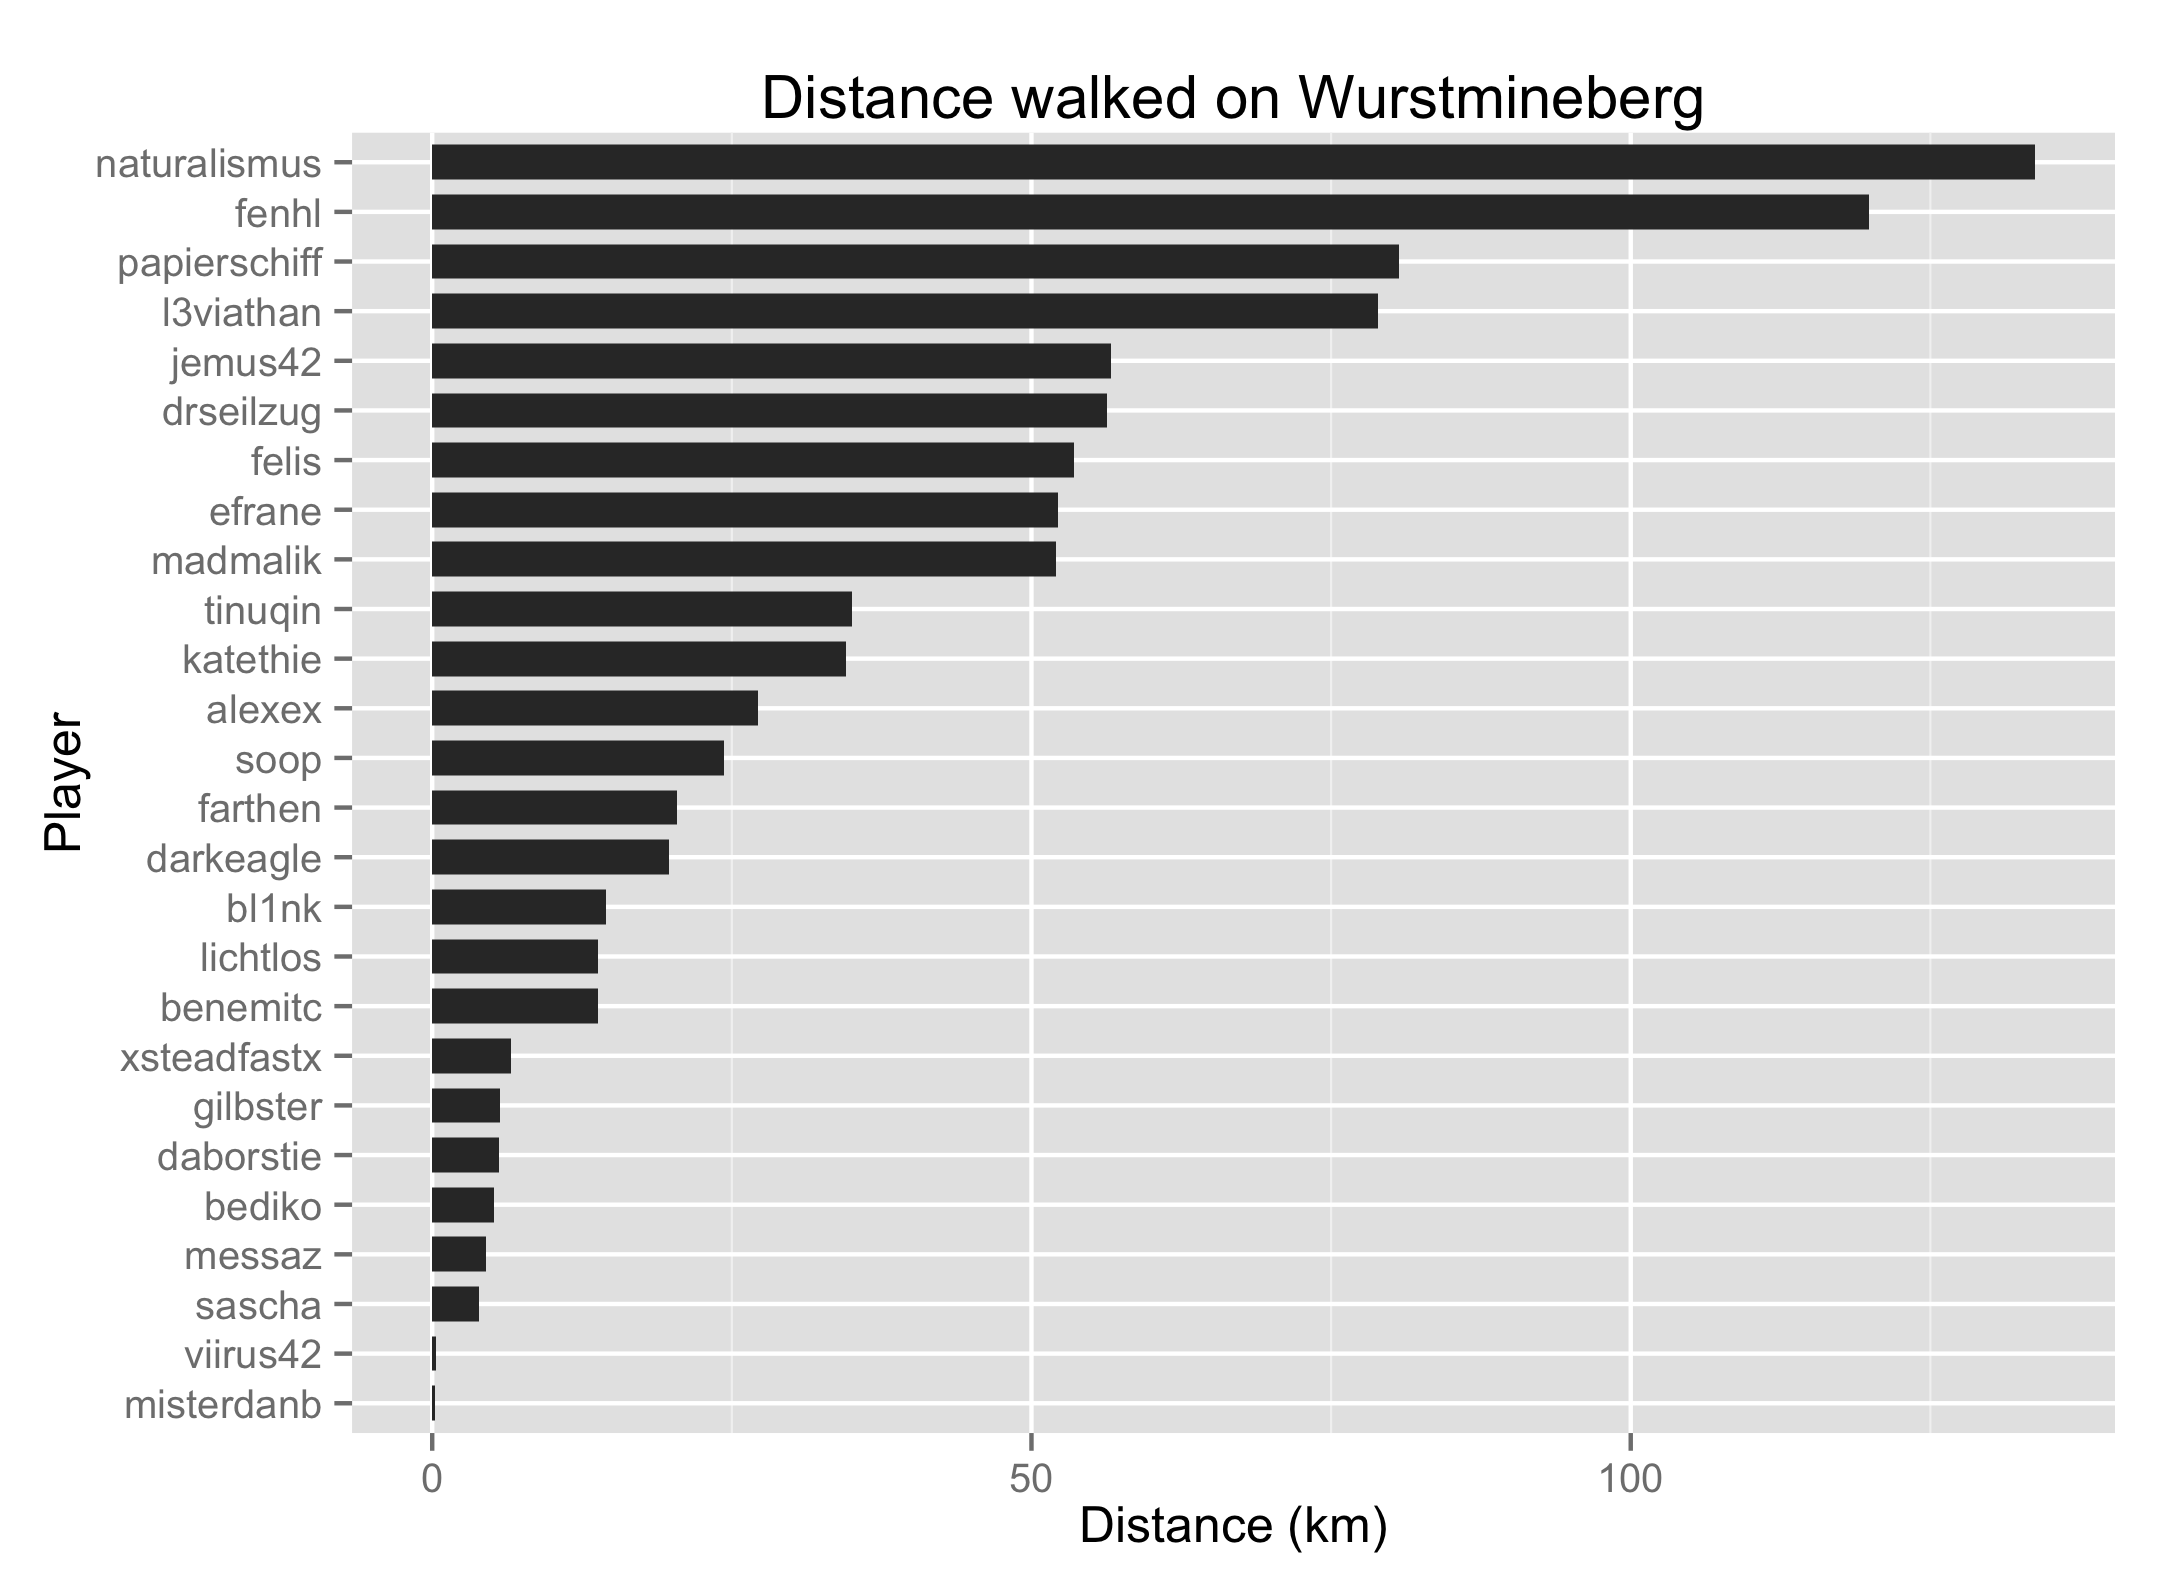 Distance walked on Wurstmineberg
naturalismus
fenhl
papierschiff
l3viathan
jemus42
drseilzug
felis
efrane
madmalik
tinuqin
katethie
alexex
soop
farthen
darkeagle
bl1nk
lichtlos
benemitc
xsteadfastx
gilbster
daborstie
bediko
messaz
sascha
viirus42
misterdanb
Player
0 50 100
Distance (km)